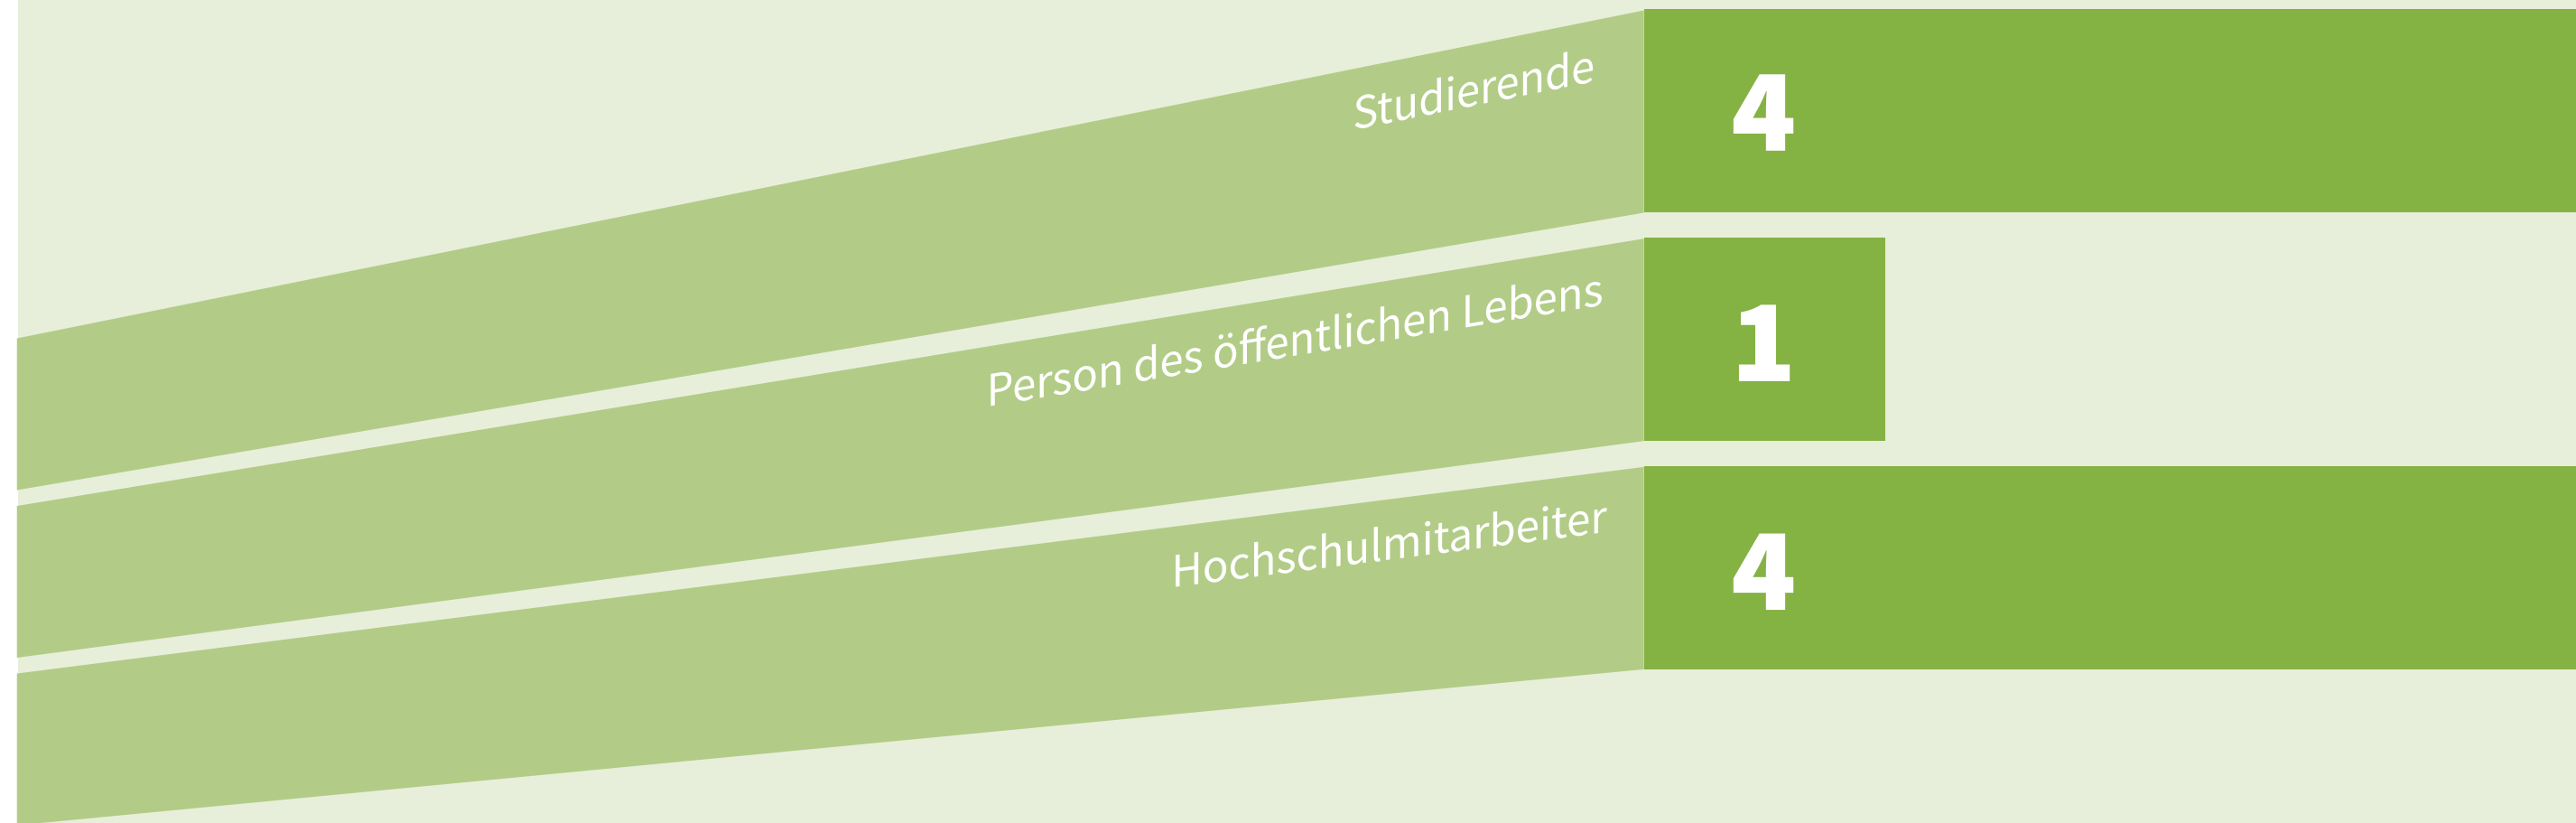 Studierende 4
Person des öffentlichen Lebens 1
Hochschulmitarbeiter 4